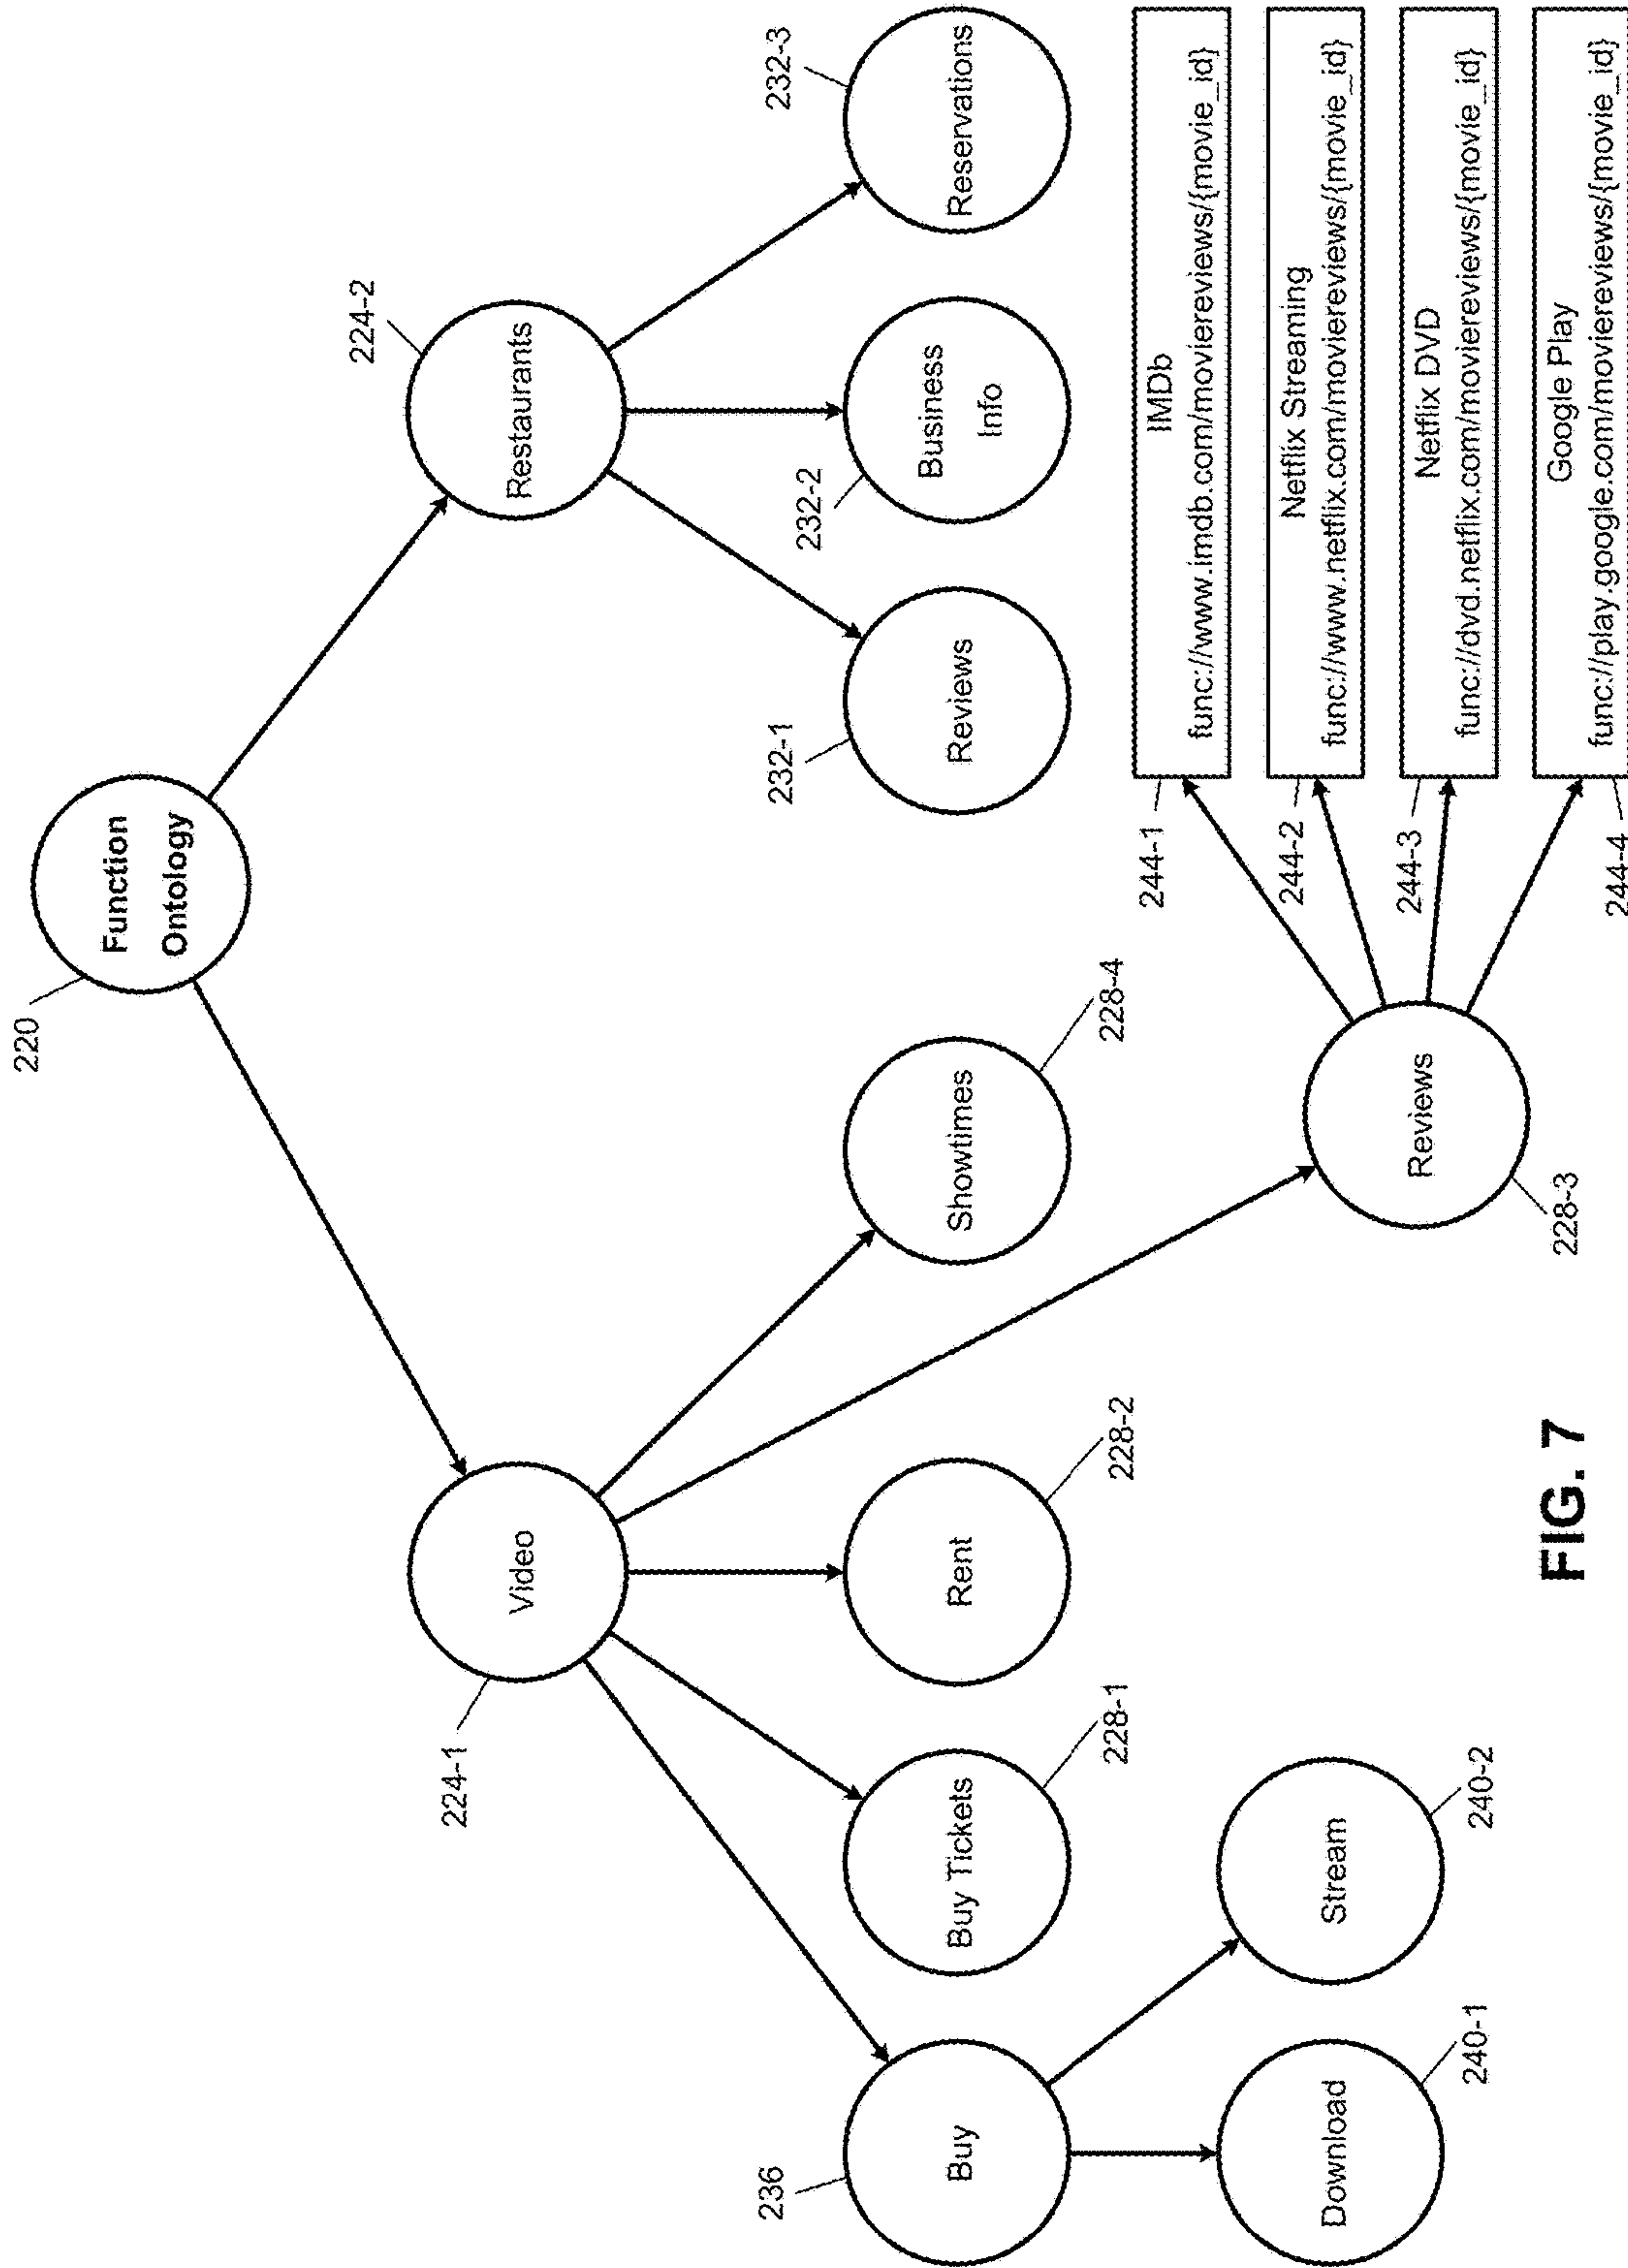 220
Function
Ontology
224-1
Video
224-2
Restaurants
236
Buy
Buy Tickets
228-1
Rent
228-2
Showtimes
228-4
232-1
Reviews
232-2
Business
Info
232-3
Reservations
Download
240-1
Stream
240-2
Reviews
228-3
244-1
IMDb
func://www.imdb.com/moviereviews/{movie_id}
244-2
Netflix Streaming
func://www.netflix.com/moviereviews/{movie_id}
244-3
Netflix DVD
func://dvd.netflix.com/moviereviews/{movie_id}
244-4
Google Play
func://play.google.com/moviereviews/{movie_id}
FIG. 7